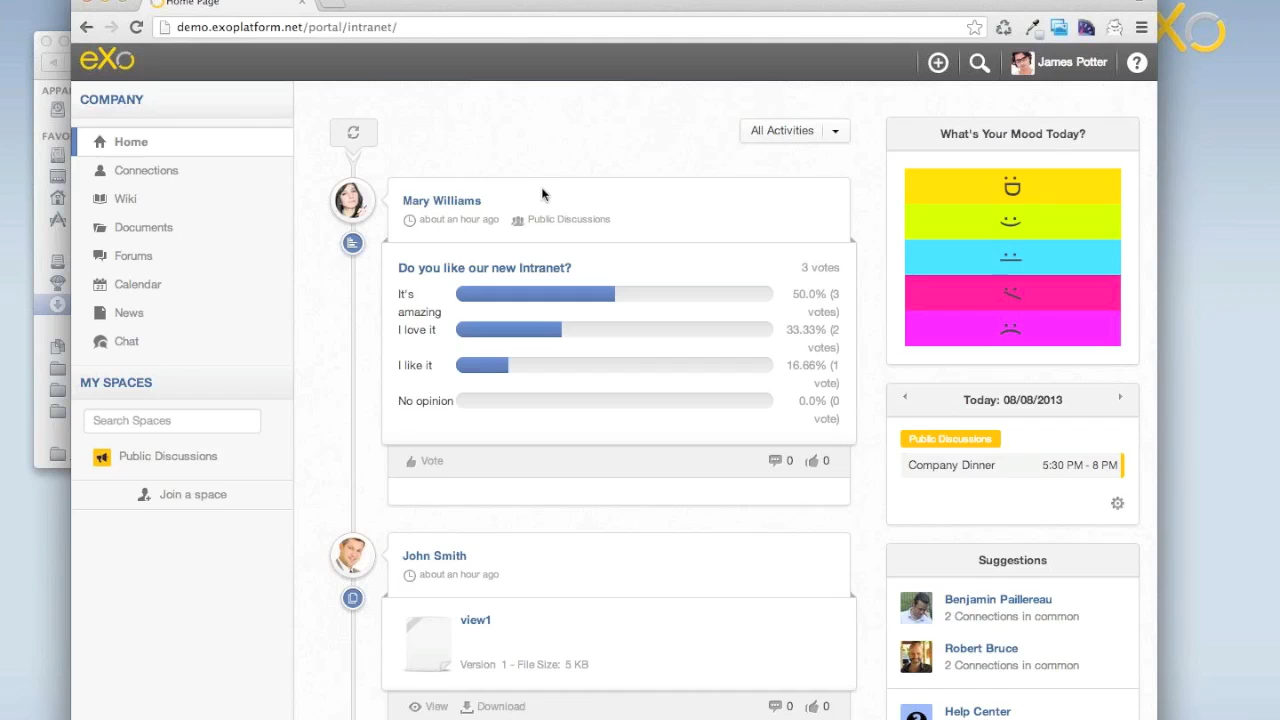 Home Page
demo.exoplatform.net/portal/intranet/
eXo
James Potter
COMPANY
Home
Connections
Wiki
Documents
Forums
Calendar
News
Chat
MY SPACES
Search Spaces
Public Discussions
Join a space
All Activities
Mary Williams
about an hour ago Public Discussions
Do you like our new Intranet? 3 votes
It's amazing 50.0% (3 votes)
I love it 33.33% (2 votes)
I like it 16.66% (1 vote)
No opinion 0.0% (0 vote)
Vote 0 0
John Smith
about an hour ago
view1
Version 1 - File Size: 5 KB
View Download 0 0
What's Your Mood Today?
Today: 08/08/2013
Public Discussions
Company Dinner 5:30 PM - 8 PM
Suggestions
Benjamin Paillereau
2 Connections in common
Robert Bruce
2 Connections in common
Help Center
APPA
FAVO
XO